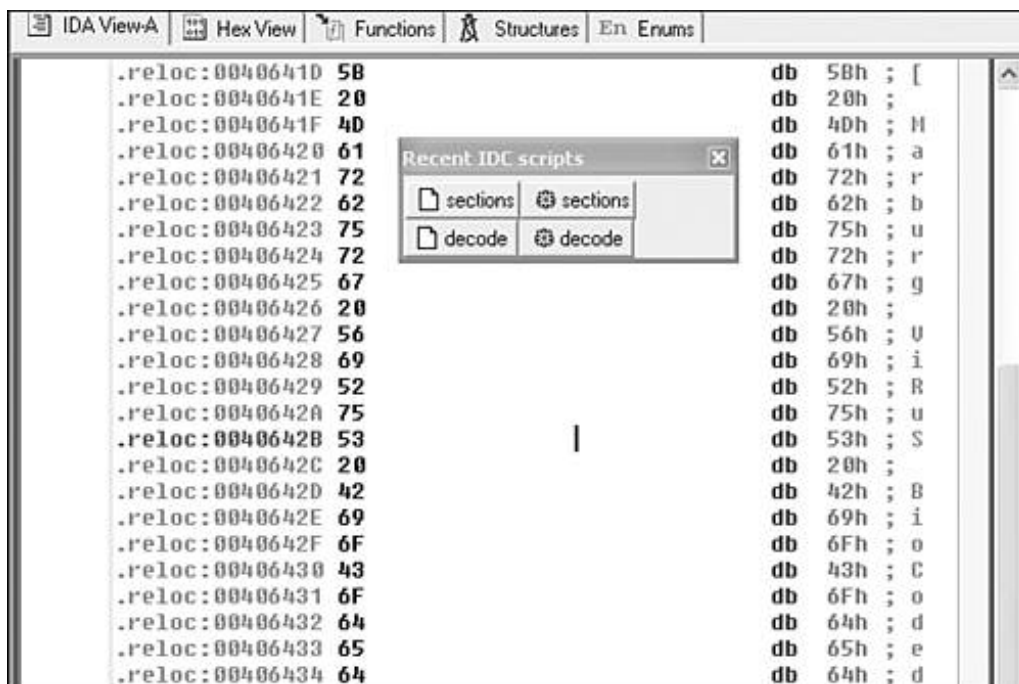 IDA View-A Hex View Functions Structures En Enums
.reloc:0040641D 5B db 5Bh ; [
.reloc:0040641E 20 db 20h ;
.reloc:0040641F 4D db 4Dh ; M
.reloc:00406420 61 db 61h ; a
Recent IDC scripts
.reloc:00406421 72 db 72h ; r
.reloc:00406422 62 db 62h ; b
sections sections
.reloc:00406423 75 db 75h ; u
decode decode
.reloc:00406424 72 db 72h ; r
.reloc:00406425 67 db 67h ; g
.reloc:00406426 20 db 20h ;
.reloc:00406427 56 db 56h ; V
.reloc:00406428 69 db 69h ; i
.reloc:00406429 52 db 52h ; R
.reloc:0040642A 75 db 75h ; u
.reloc:0040642B 53 db 53h ; S
.reloc:0040642C 20 db 20h ;
.reloc:0040642D 42 db 42h ; B
.reloc:0040642E 69 db 69h ; i
.reloc:0040642F 6F db 6Fh ; o
.reloc:00406430 43 db 43h ; C
.reloc:00406431 6F db 6Fh ; o
.reloc:00406432 64 db 64h ; d
.reloc:00406433 65 db 65h ; e
.reloc:00406434 64 db 64h ; d